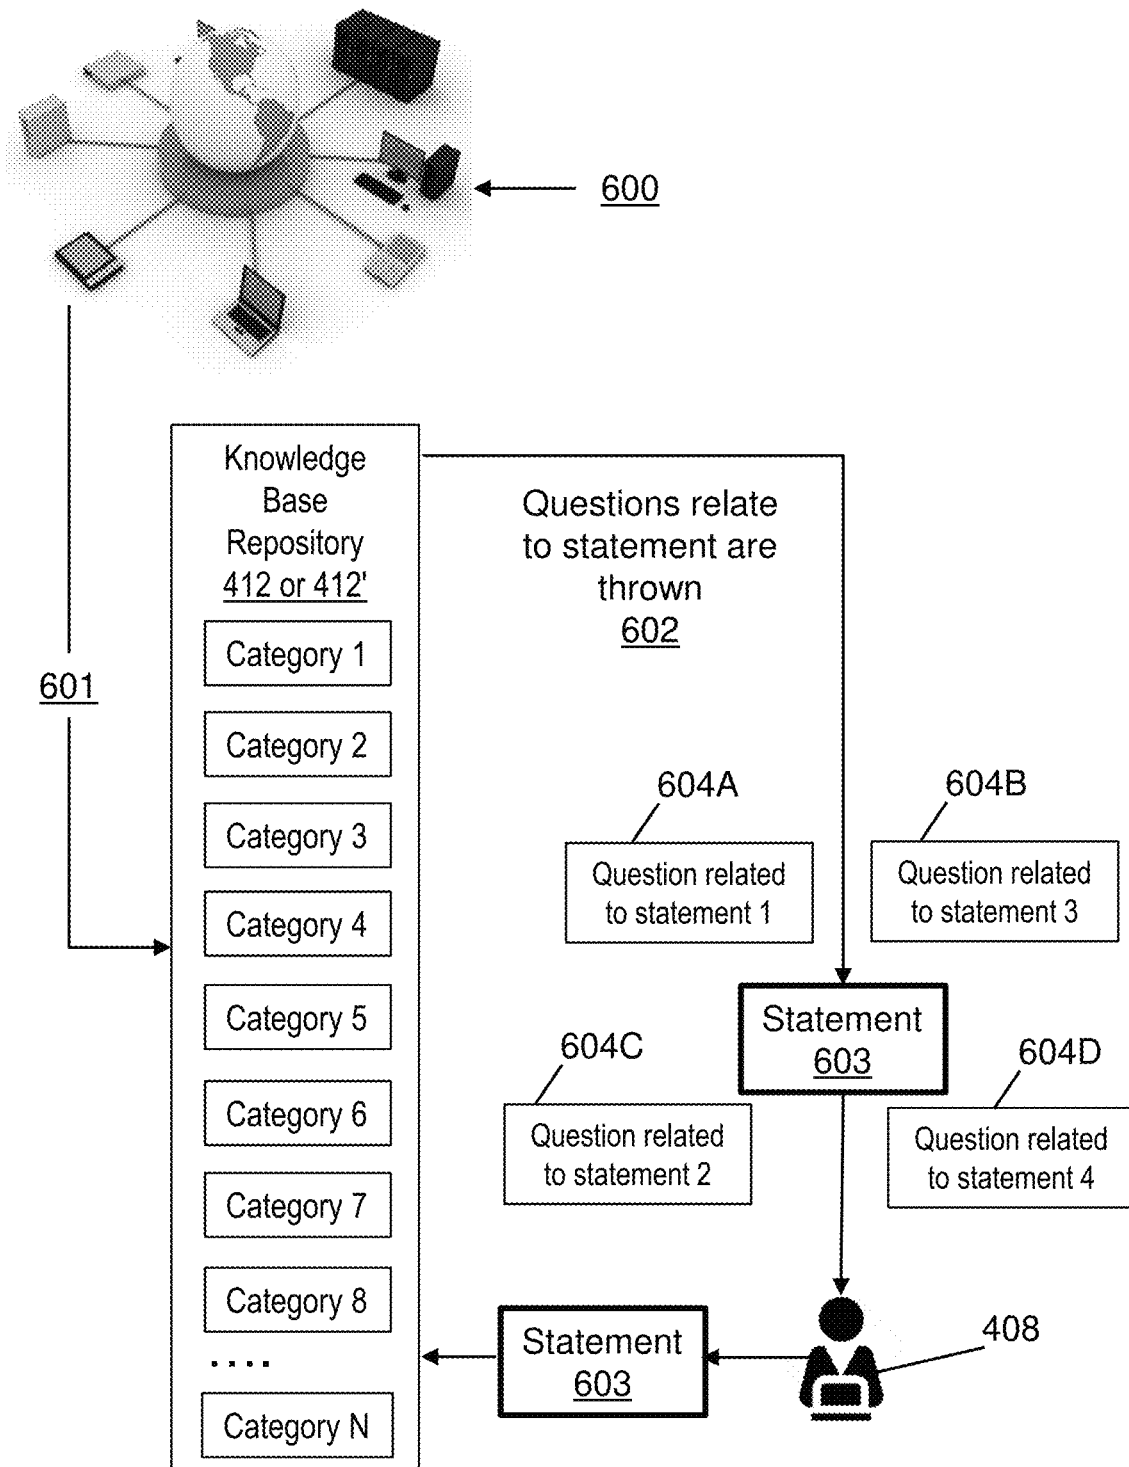 600
Knowledge
Base
Repository
412 or 412'
Questions relate
to statement are
thrown
602
Category 1
601
Category 2
Category 3
604A
604B
Question related
to statement 1
Question related
to statement 3
Category 4
Category 5
Statement
603
604C
604D
Category 6
Question related
to statement 2
Question related
to statement 4
Category 7
Category 8
. . . . .
Statement
603
408
Category N